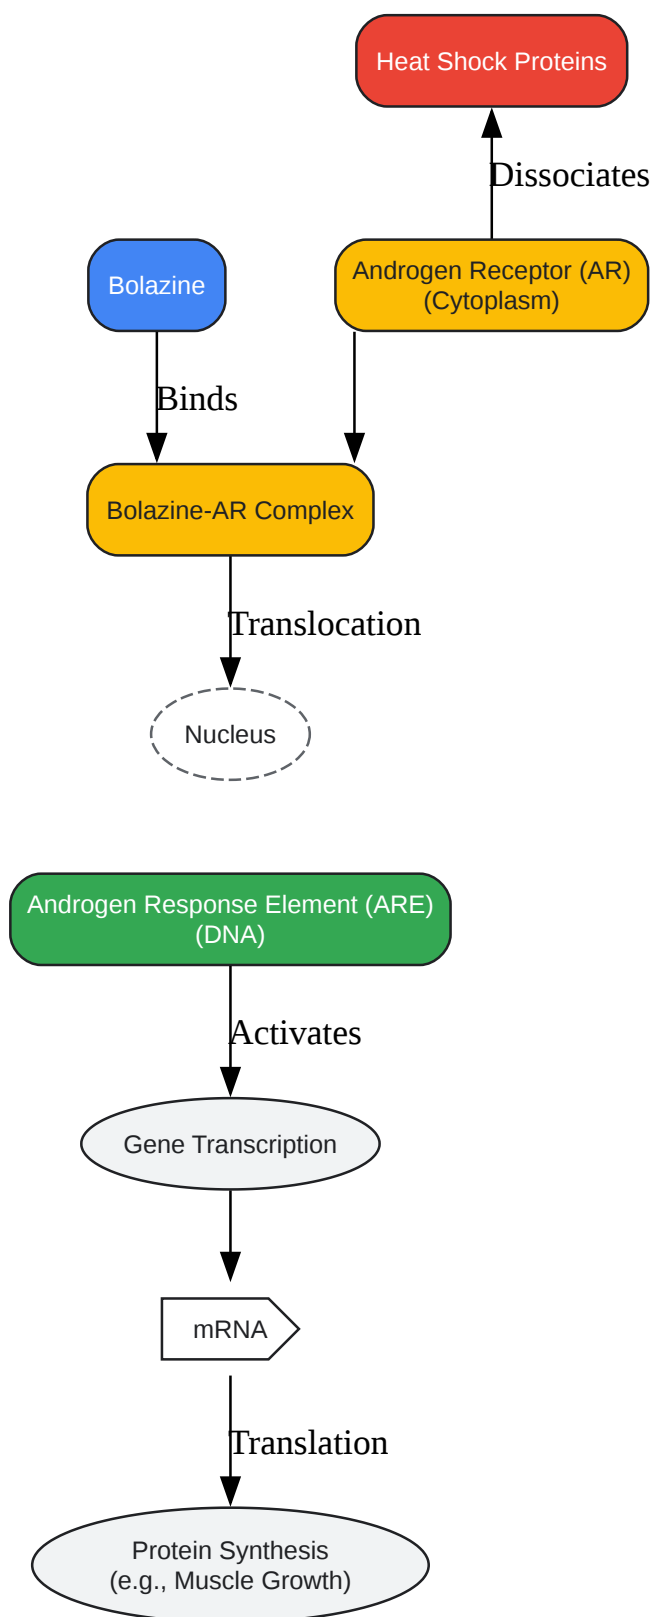 Heat Shock Proteins
Dissociates
Bolazine
Androgen Receptor (AR)
(Cytoplasm)
Binds
Bolazine-AR Complex
Translocation
Nucleus
Androgen Response Element (ARE)
(DNA)
Activates
Gene Transcription
mRNA
Translation
Protein Synthesis
(e.g., Muscle Growth)